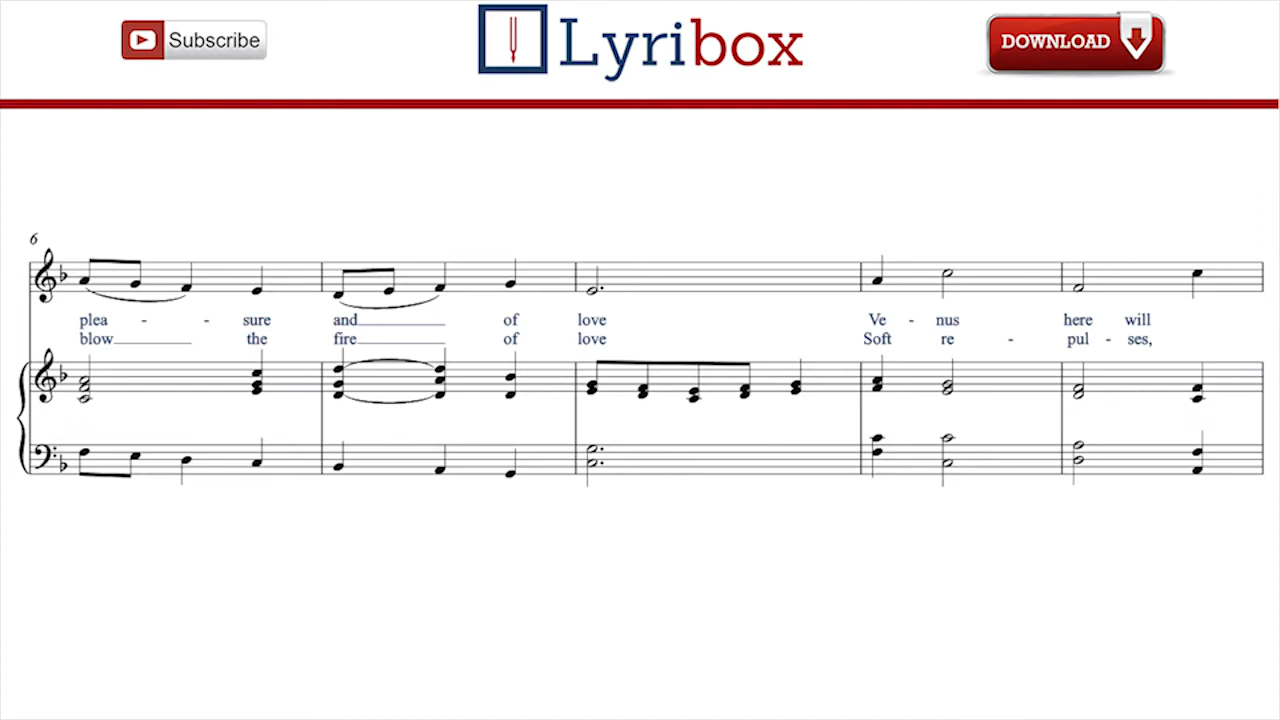 Subscribe
Lyribox
DOWNLOAD
6
plea - - sure and of love Ve - nus here will
blow the fire of love Soft re - pul - ses,